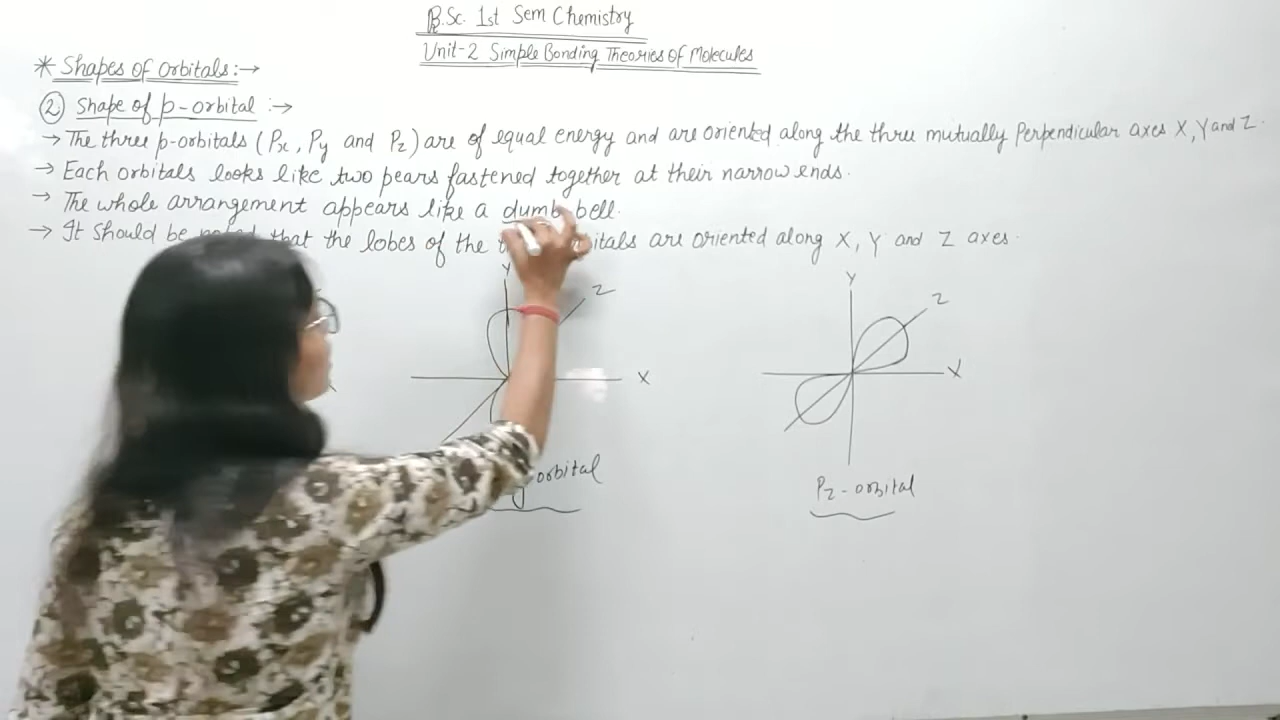 B.Sc. 1st Sem Chemistry
Unit-2 Simple Bonding Theories of Molecules
* Shapes of Orbitals:→
② Shape of p-orbital :→
→ The three p-orbitals (Px, Py and Pz) are of equal energy and are oriented along the three mutually Perpendicular axes X, Y and Z.
→ Each orbitals looks like two pears fastened together at their narrow ends.
→ The whole arrangement appears like a dumb bell.
→ It should be that the lobes of the are oriented along X, Y and Z axes.
Y
Z
X
orbital
Y
Z
X
Pz-orbital